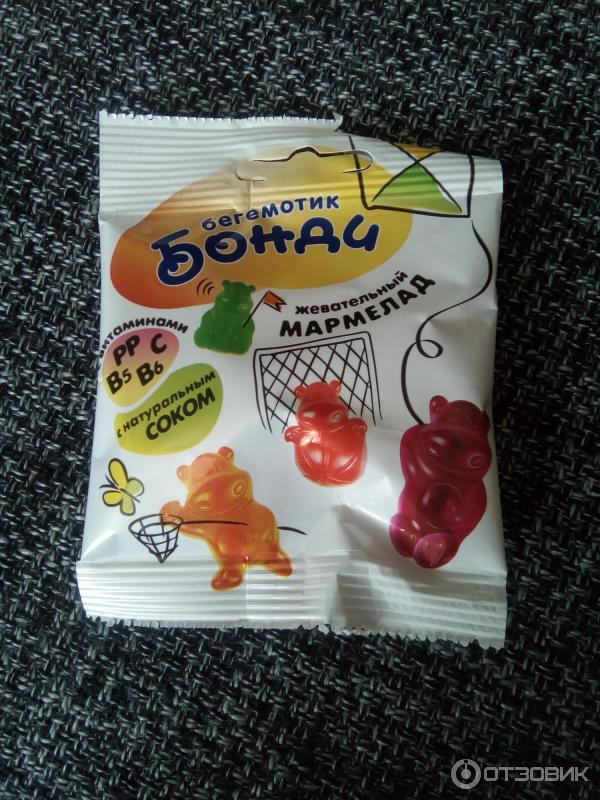 бегемотик
Бонди
жевательный
МАРМЕЛАД
витаминами
PP C
B5 B6
с натуральным
соком
ОТЗОВИК